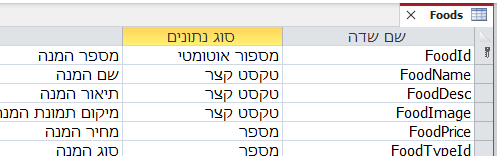 Foods
שם שדה סוג נתונים
FoodId מספור אוטומטי מספר המנה
FoodName טקסט קצר שם המנה
FoodDesc טקסט קצר תיאור המנה
FoodImage טקסט קצר מיקום תמונת המנ
FoodPrice מספר מחיר המנה
FoodTypeId מספר סוג המנה